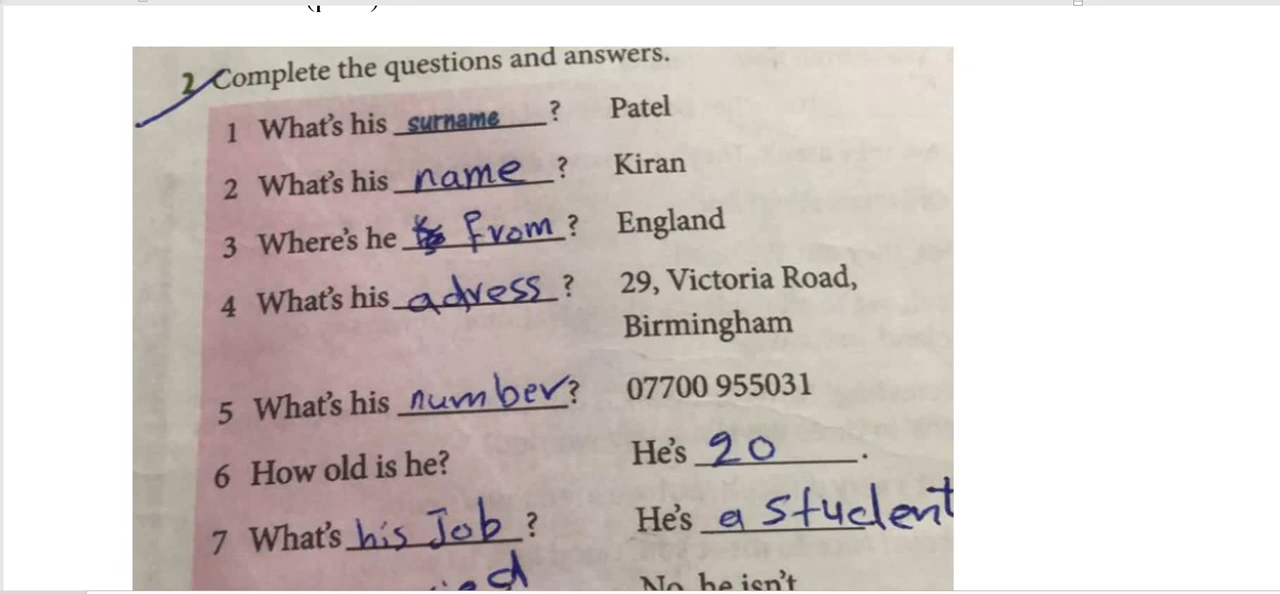 2 Complete the questions and answers.
1 What's his surname ? Patel
2 What's his name ? Kiran
3 Where's he from ? England
4 What's his adress ? 29, Victoria Road,
Birmingham
5 What's his number ? 07700 955031
6 How old is he? He's 20 .
7 What's his Job ? He's a student
No, he isn't